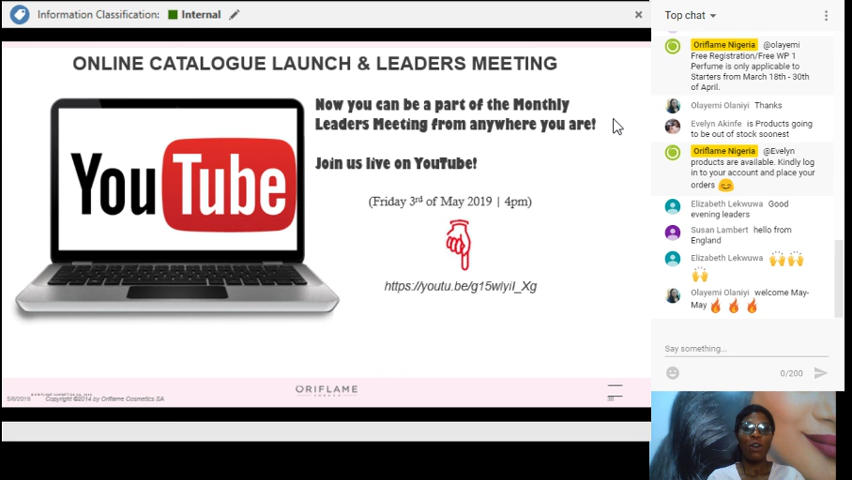 Information Classification: Internal
ONLINE CATALOGUE LAUNCH & LEADERS MEETING
YouTube
Now you can be a part of the Monthly
Leaders Meeting from anywhere you are!
Join us live on YouTube!
(Friday 3rd of May 2019 | 4pm)
https://youtu.be/g15wlyiI_Xg
Copyright ©2014 by Oriflame Cosmetics SA
ORIFLAME
SWEDEN
Top chat
Oriflame Nigeria @olayemi
Free Registration/Free WP 1
Perfume is only applicable to
Starters from March 18th - 30th
of April.
Olayemi Olaniyi Thanks
Evelyn Akinfe is Products going
to be out of stock soonest
Oriflame Nigeria @Evelyn
products are available. Kindly log
in to your account and place your
orders 😊
Elizabeth Lekwuwa Good
evening leaders
Susan Lambert hello from
England
Elizabeth Lekwuwa 🙌🙌
🙌
Olayemi Olaniyi welcome May-
May 🔥 🔥 🔥
Say something...
0/200